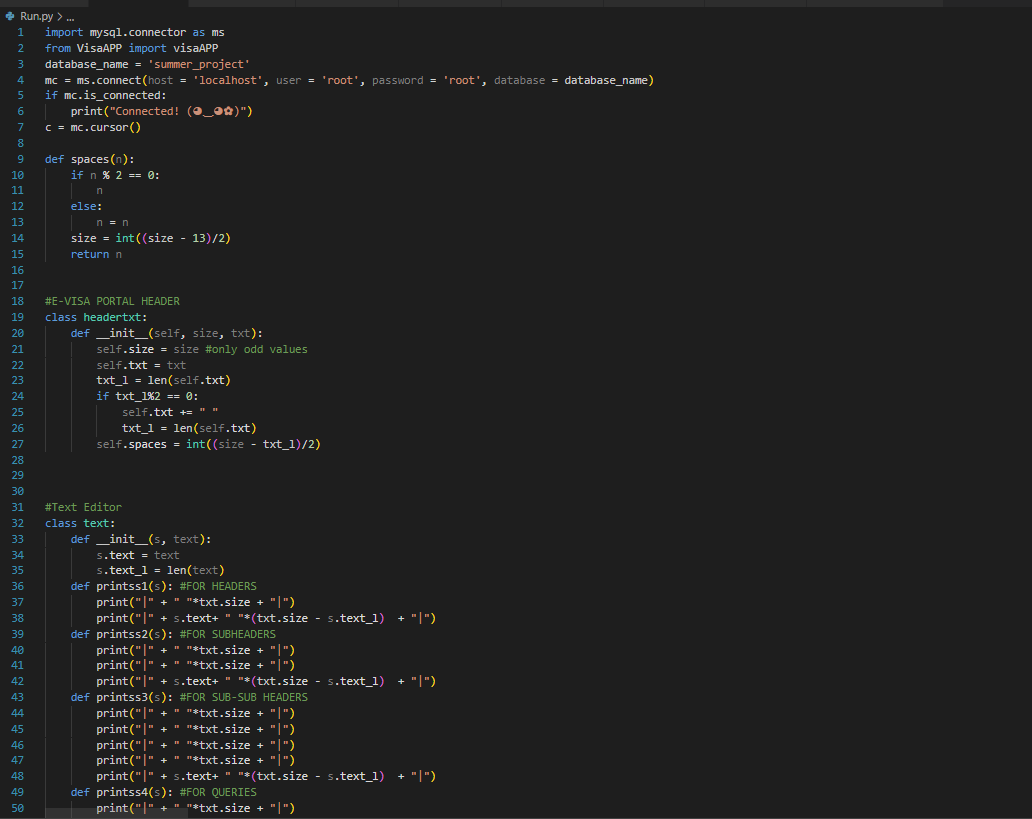 Run.py > ...
1 import mysql.connector as ms
2 from VisaAPP import visaAPP
3 database_name = 'summer_project'
4 mc = ms.connect(host = 'localhost', user = 'root', password = 'root', database = database_name)
5 if mc.is_connected:
6     print("Connected! (◕‿◕✿)")
7 c = mc.cursor()
8
9 def spaces(n):
10     if n % 2 == 0:
11         n
12     else:
13         n = n
14     size = int((size - 13)/2)
15     return n
16
17
18 #E-VISA PORTAL HEADER
19 class headertxt:
20     def __init__(self, size, txt):
21         self.size = size #only odd values
22         self.txt = txt
23         txt_l = len(self.txt)
24         if txt_l%2 == 0:
25             self.txt += " "
26             txt_l = len(self.txt)
27         self.spaces = int((size - txt_l)/2)
28
29
30
31 #Text Editor
32 class text:
33     def __init__(s, text):
34         s.text = text
35         s.text_l = len(text)
36     def printss1(s): #FOR HEADERS
37         print("|" + " "*txt.size + "|")
38         print("|" + s.text+ " "*(txt.size - s.text_l)  + "|")
39     def printss2(s): #FOR SUBHEADERS
40         print("|" + " "*txt.size + "|")
41         print("|" + " "*txt.size + "|")
42         print("|" + s.text+ " "*(txt.size - s.text_l)  + "|")
43     def printss3(s): #FOR SUB-SUB HEADERS
44         print("|" + " "*txt.size + "|")
45         print("|" + " "*txt.size + "|")
46         print("|" + " "*txt.size + "|")
47         print("|" + " "*txt.size + "|")
48         print("|" + s.text+ " "*(txt.size - s.text_l)  + "|")
49     def printss4(s): #FOR QUERIES
50         print("|" + " "*txt.size + "|")